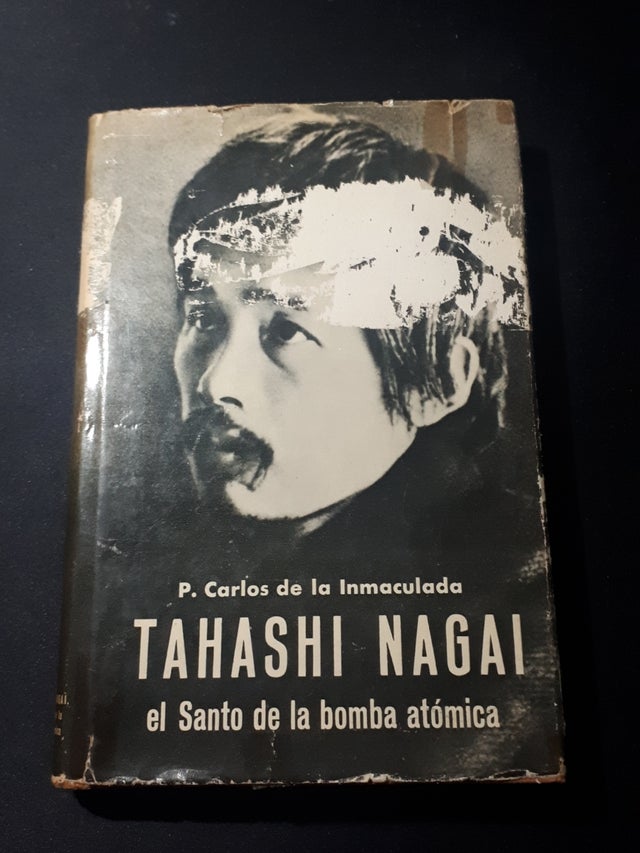 P. Carlos de la Inmaculada
TAHASHI NAGAI
el Santo de la bomba atómica